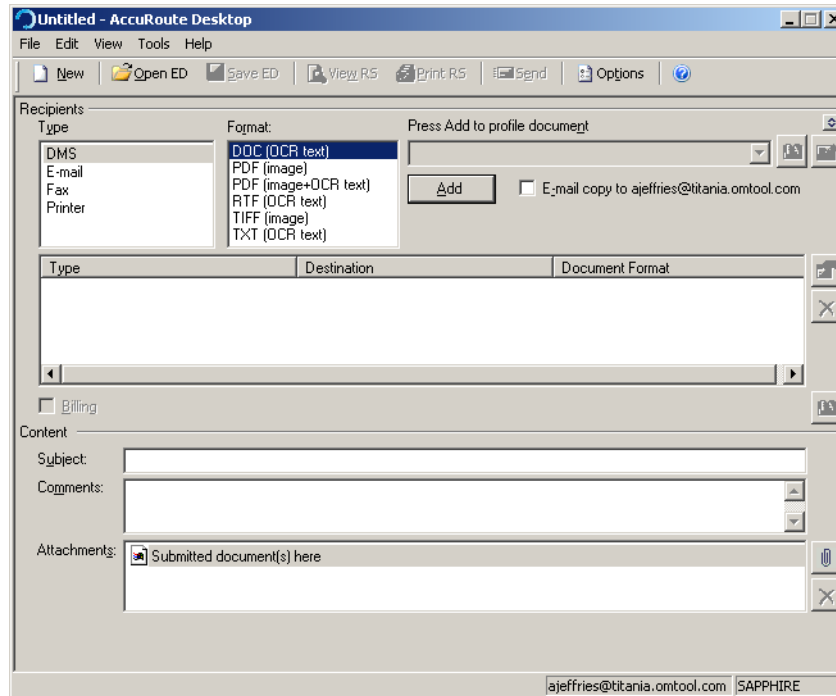 Untitled - AccuRoute Desktop
File Edit View Tools Help
New Open ED Save ED View RS Print RS Send Options
Recipients
Type
DMS
E-mail
Fax
Printer
Format:
DOC (OCR text)
PDF (image)
PDF (image+OCR text)
RTF (OCR text)
TIFF (image)
TXT (OCR text)
Press Add to profile document
Add E-mail copy to ajeffries@titania.omtool.com
Type Destination Document Format
Billing
Content
Subject:
Comments:
Attachments: Submitted document(s) here
ajeffries@titania.omtool.com SAPPHIRE